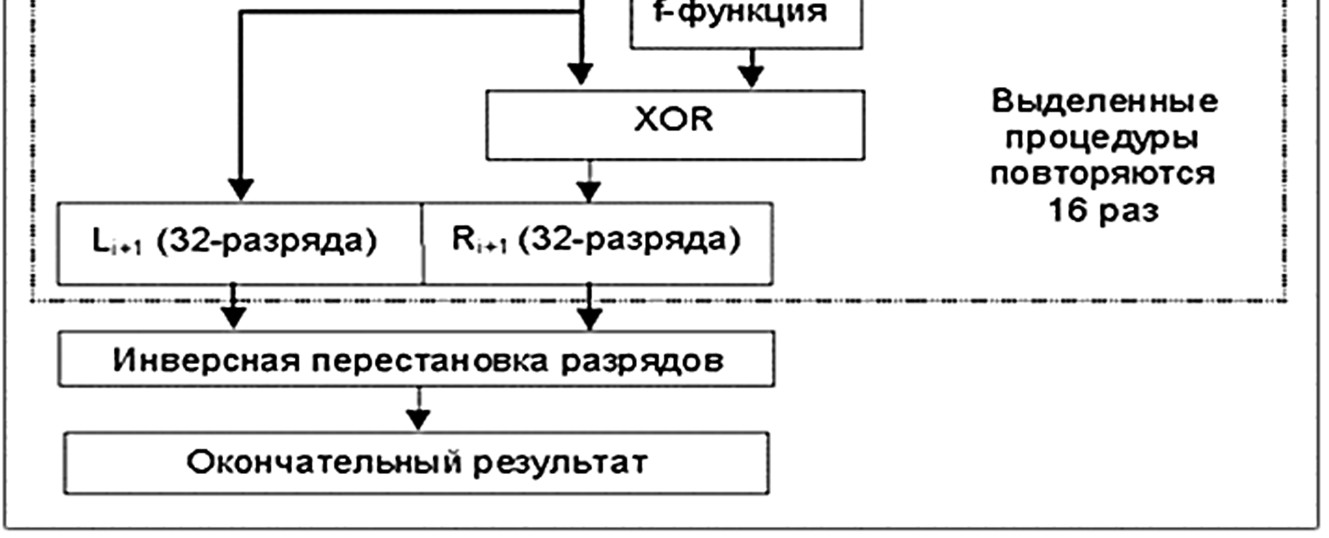 f-функция
XOR
Выделенные
процедуры
повторяются
16 раз
Li+1 (32-разряда)
Ri+1 (32-разряда)
Инверсная перестановка разрядов
Окончательный результат